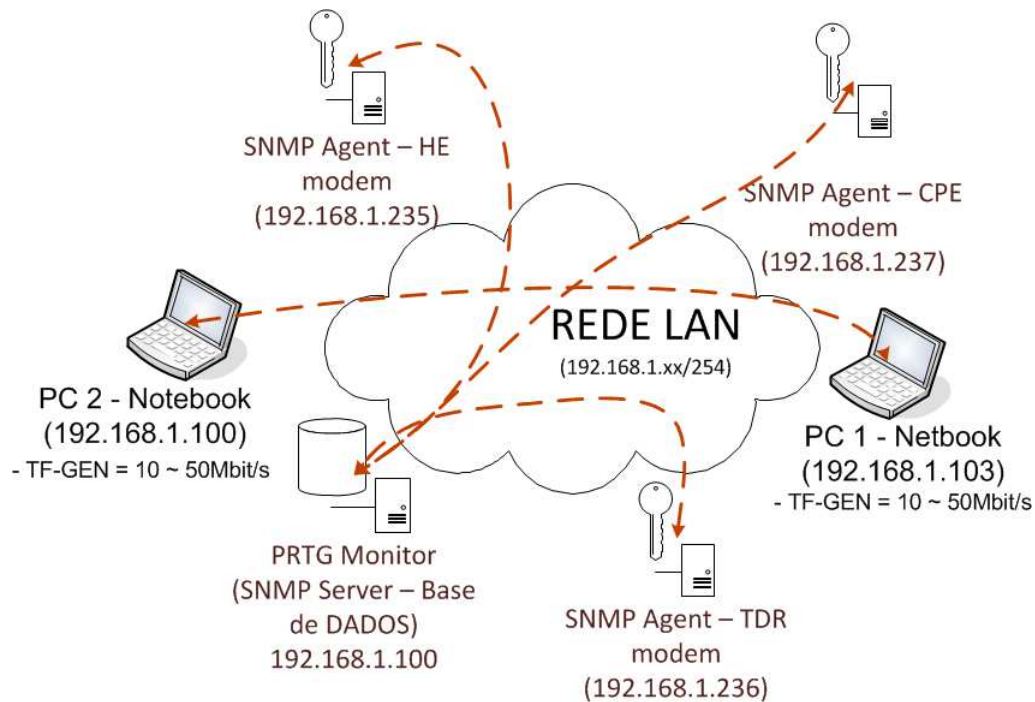 SNMP Agent – HE
modem
(192.168.1.235)
SNMP Agent – CPE
modem
(192.168.1.237)
REDE LAN
(192.168.1.xx/254)
PC 2 - Notebook
(192.168.1.100)
- TF-GEN = 10 ~ 50Mbit/s
PC 1 - Netbook
(192.168.1.103)
- TF-GEN = 10 ~ 50Mbit/s
PRTG Monitor
(SNMP Server – Base
de DADOS)
192.168.1.100
SNMP Agent – TDR
modem
(192.168.1.236)